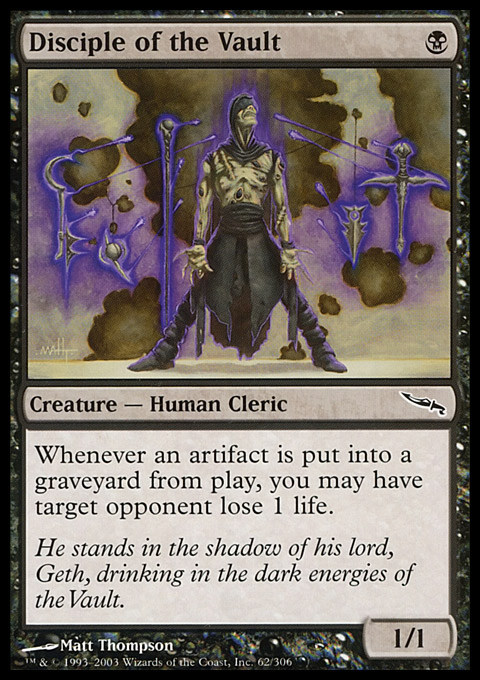 Disciple of the Vault
MATT
Creature — Human Cleric
Whenever an artifact is put into a
graveyard from play, you may have
target opponent lose 1 life.
He stands in the shadow of his lord,
Geth, drinking in the dark energies of
the Vault.
Matt Thompson
1/1
™ & © 1993–2003 Wizards of the Coast, Inc. 62/306